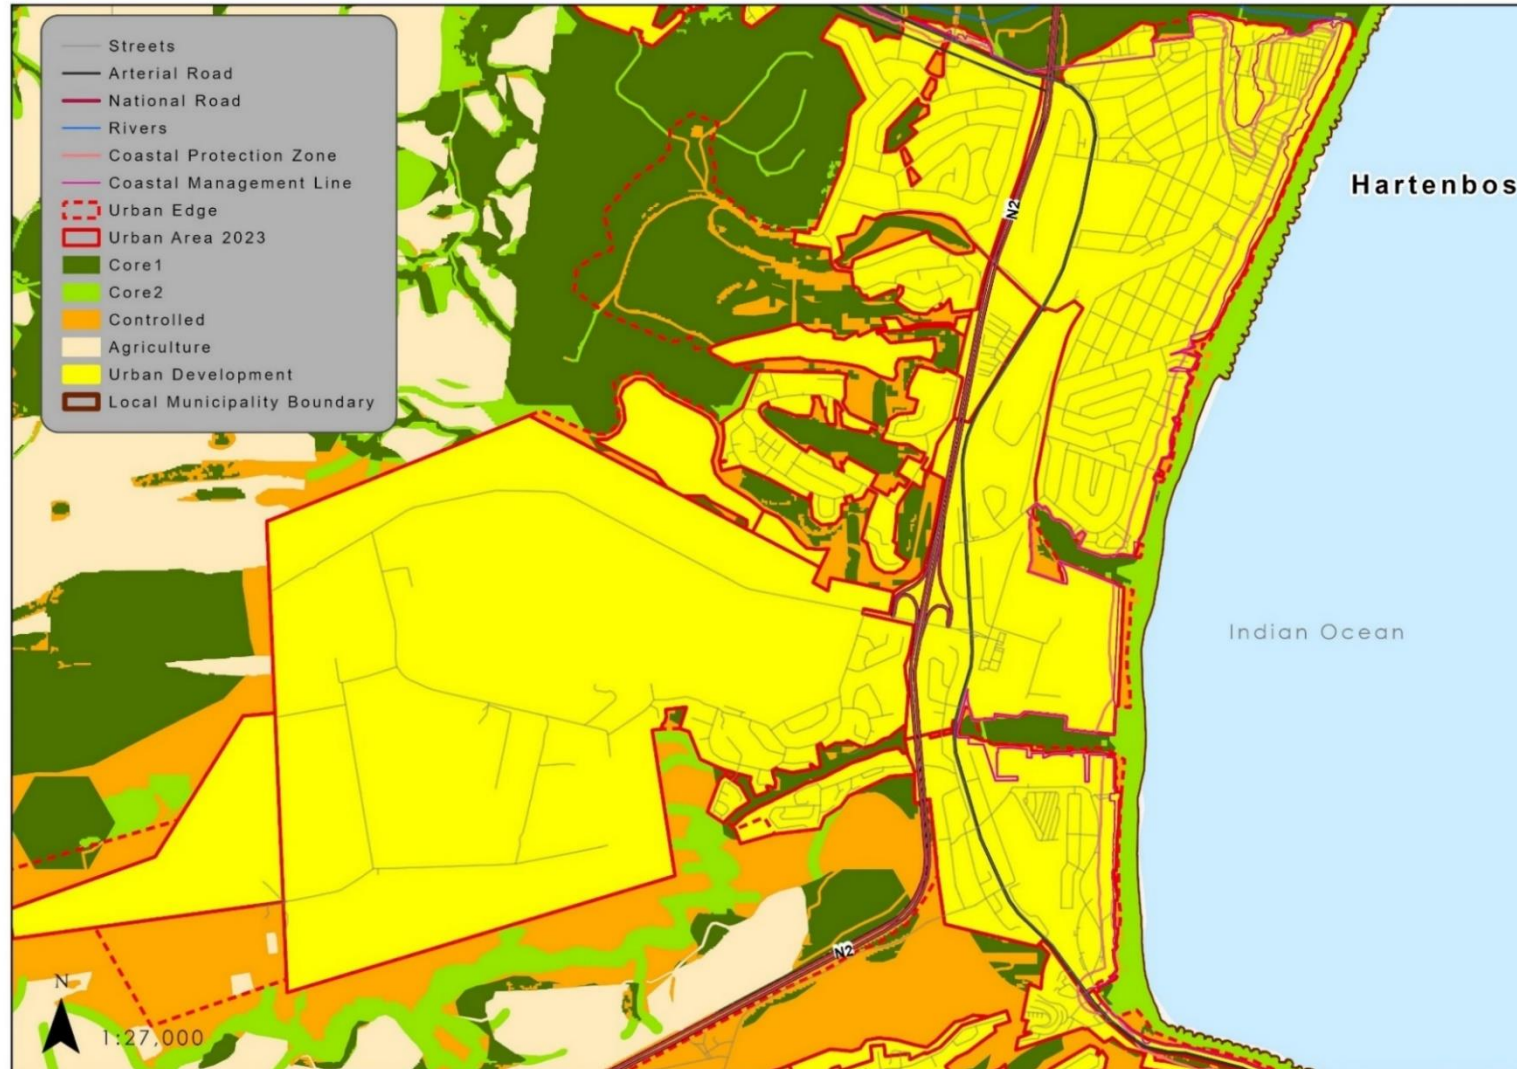 Streets
Arterial Road
National Road
Rivers
Coastal Protection Zone
Coastal Management Line
Urban Edge
Urban Area 2023
Core1
Core2
Controlled
Agriculture
Urban Development
Local Municipality Boundary
Hartenbos
N2
Indian Ocean
N2
N
1:27,000